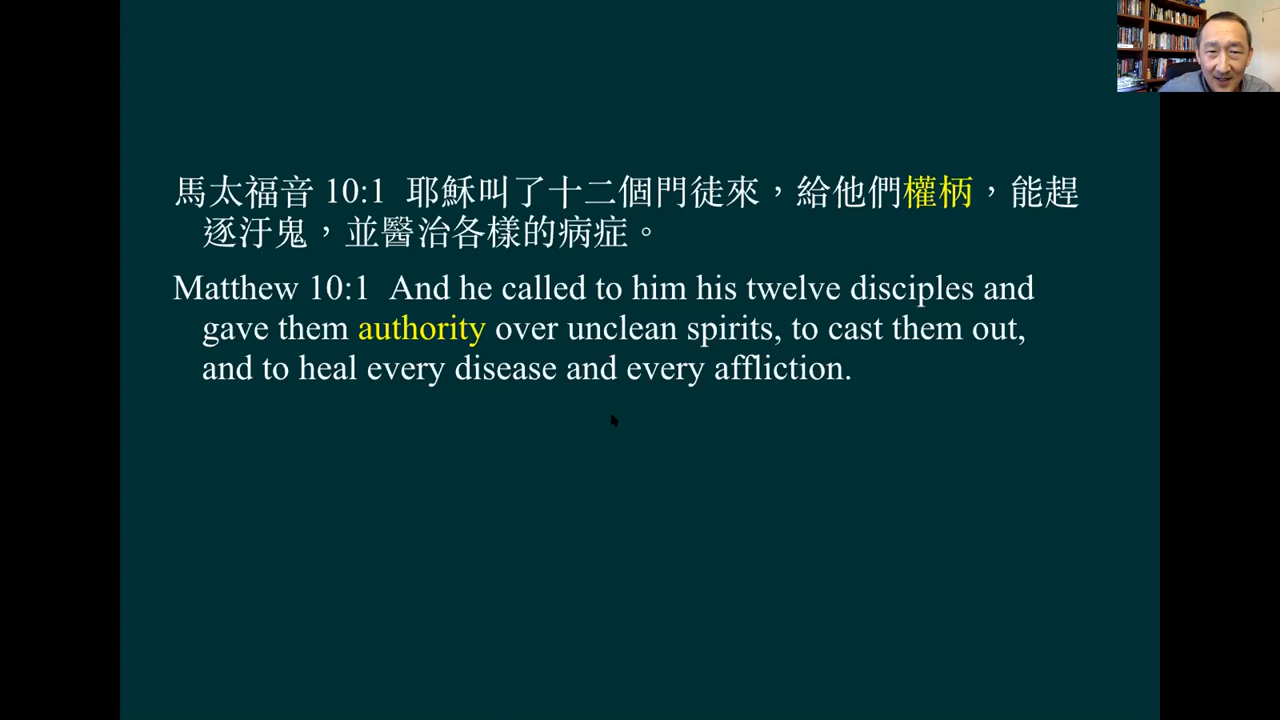 馬太福音 10:1 耶穌叫了十二個門徒來，給他們權柄，能趕
逐汙鬼，並醫治各樣的病症。
Matthew 10:1 And he called to him his twelve disciples and
gave them authority over unclean spirits, to cast them out,
and to heal every disease and every affliction.